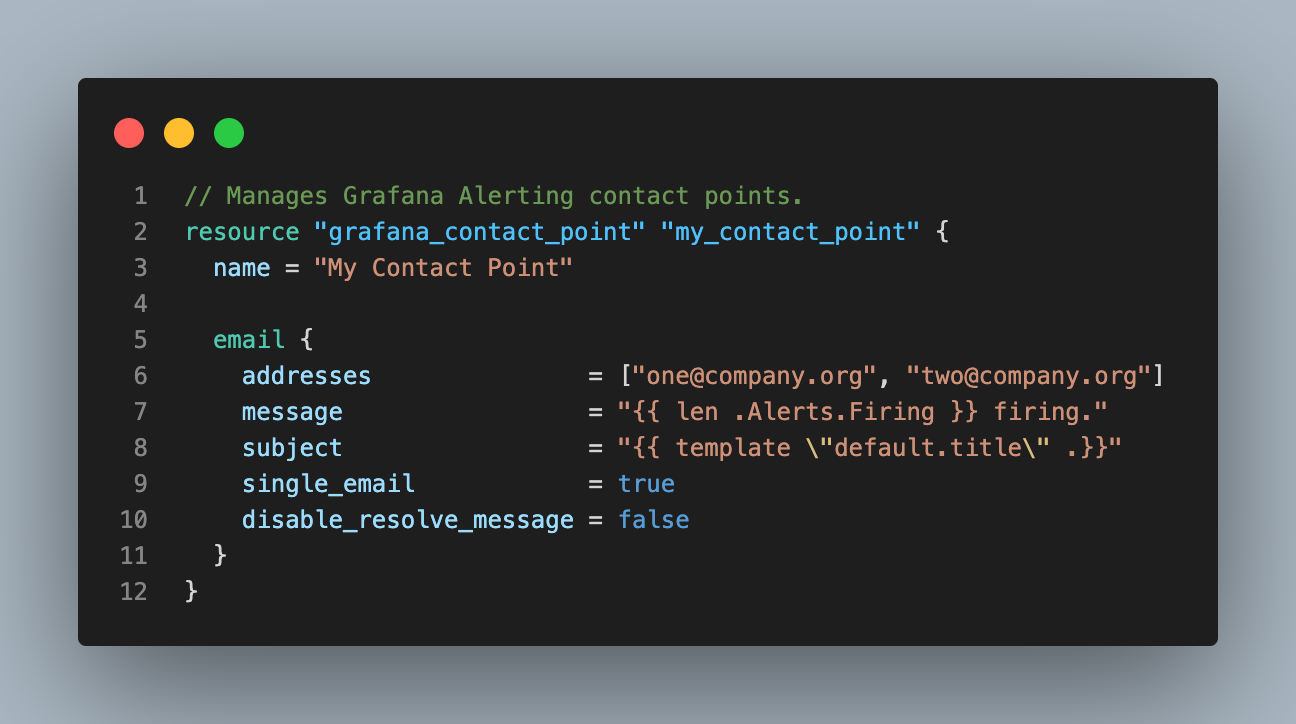 1 // Manages Grafana Alerting contact points.
2 resource "grafana_contact_point" "my_contact_point" {
3   name = "My Contact Point"
4
5   email {
6     addresses               = ["one@company.org", "two@company.org"]
7     message                 = "{{ len .Alerts.Firing }} firing."
8     subject                 = "{{ template \"default.title\" .}}"
9     single_email            = true
10     disable_resolve_message = false
11   }
12 }